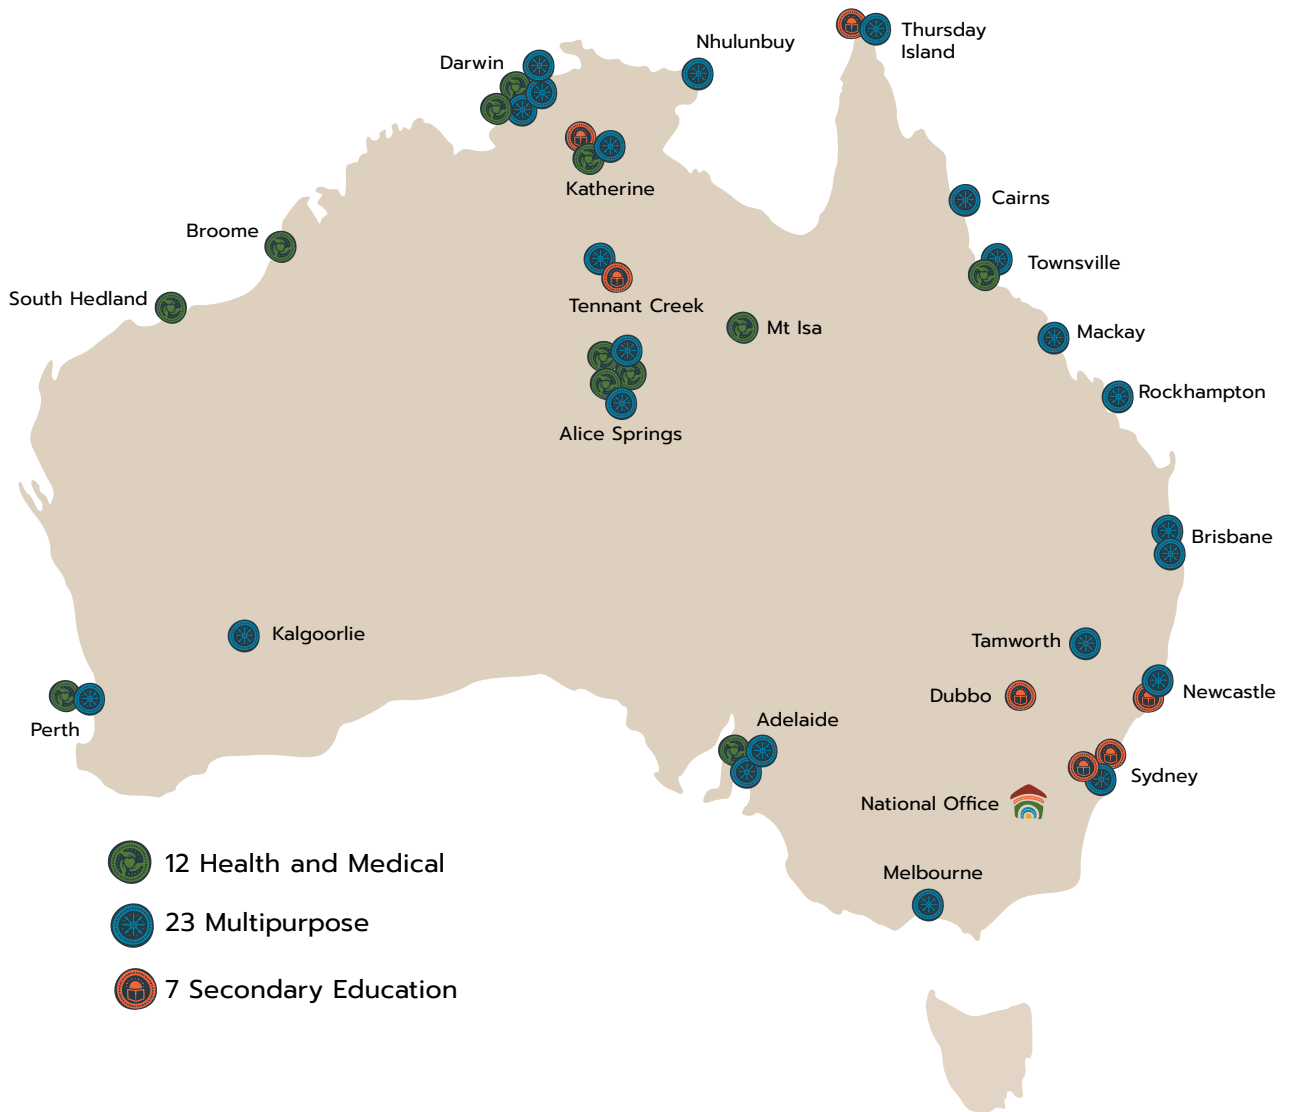 Thursday
Island
Nhulunbuy
Darwin
Katherine
Cairns
Broome
Townsville
South Hedland
Tennant Creek
Mt Isa
Mackay
Rockhampton
Alice Springs
Brisbane
Kalgoorlie
Tamworth
Dubbo
Newcastle
Perth
Adelaide
Sydney
National Office
Melbourne
12 Health and Medical
23 Multipurpose
7 Secondary Education